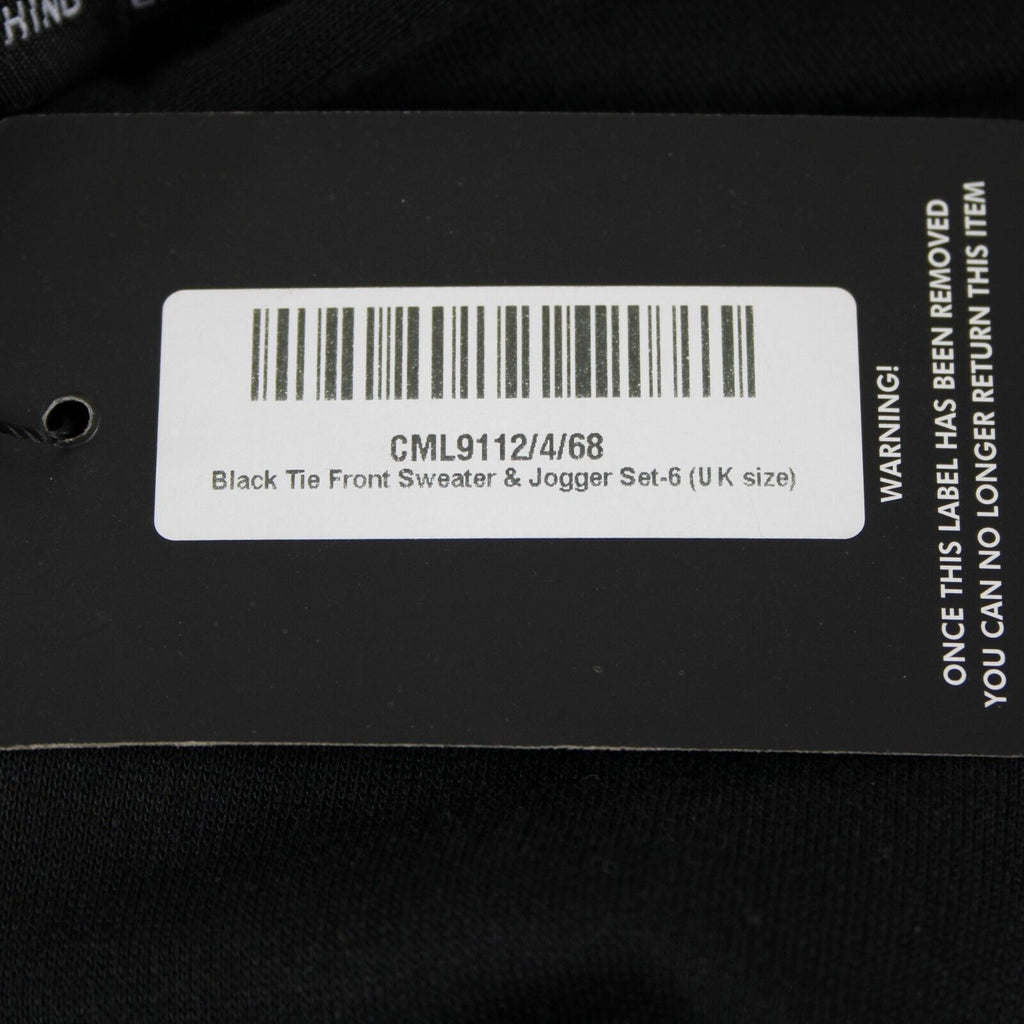 CML9112/4/68
Black Tie Front Sweater & Jogger Set-6 (UK size)
WARNING!
ONCE THIS LABEL HAS BEEN REMOVED
YOU CAN NO LONGER RETURN THIS ITEM